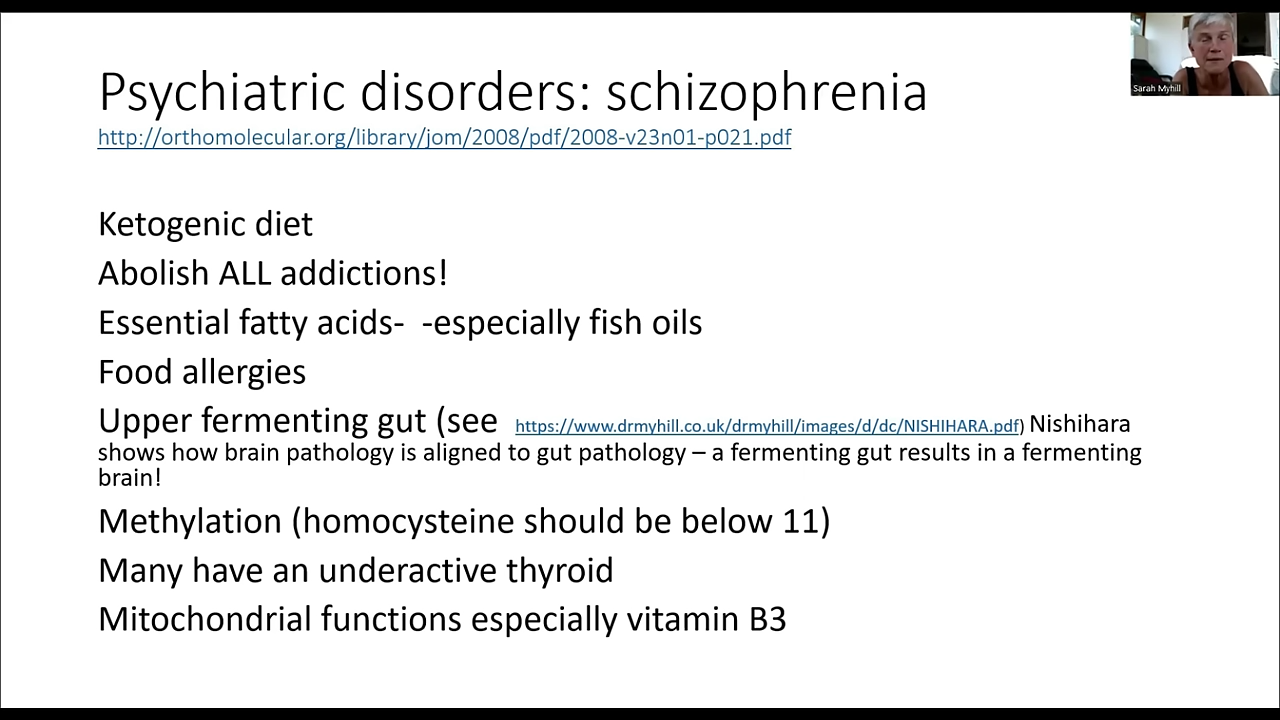 Sarah Myhill
Psychiatric disorders: schizophrenia
http://orthomolecular.org/library/jom/2008/pdf/2008-v23n01-p021.pdf
Ketogenic diet
Abolish ALL addictions!
Essential fatty acids-  -especially fish oils
Food allergies
Upper fermenting gut (see  https://www.drmyhill.co.uk/drmyhill/images/d/dc/NISHIHARA.pdf) Nishihara
shows how brain pathology is aligned to gut pathology – a fermenting gut results in a fermenting
brain!
Methylation (homocysteine should be below 11)
Many have an underactive thyroid
Mitochondrial functions especially vitamin B3